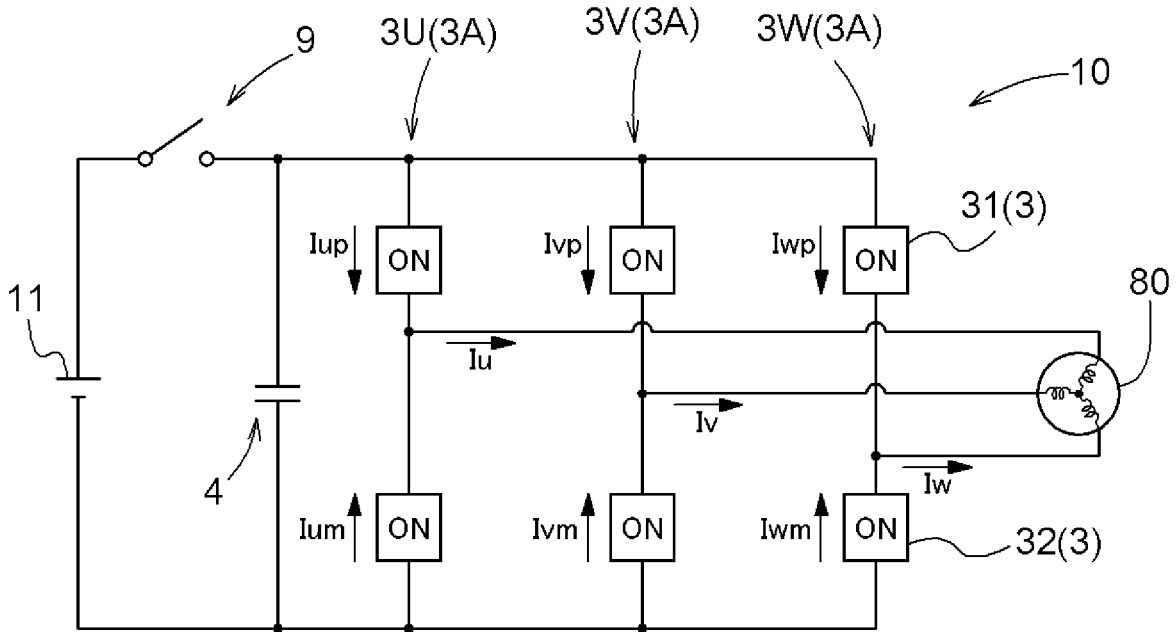 9
3U(3A)
3V(3A)
3W(3A)
10
31(3)
Iup
ON
Ivp
ON
Iwp
ON
80
11
Iu
Iv
4
Iw
Ium
ON
Ivm
ON
Iwm
ON
32(3)